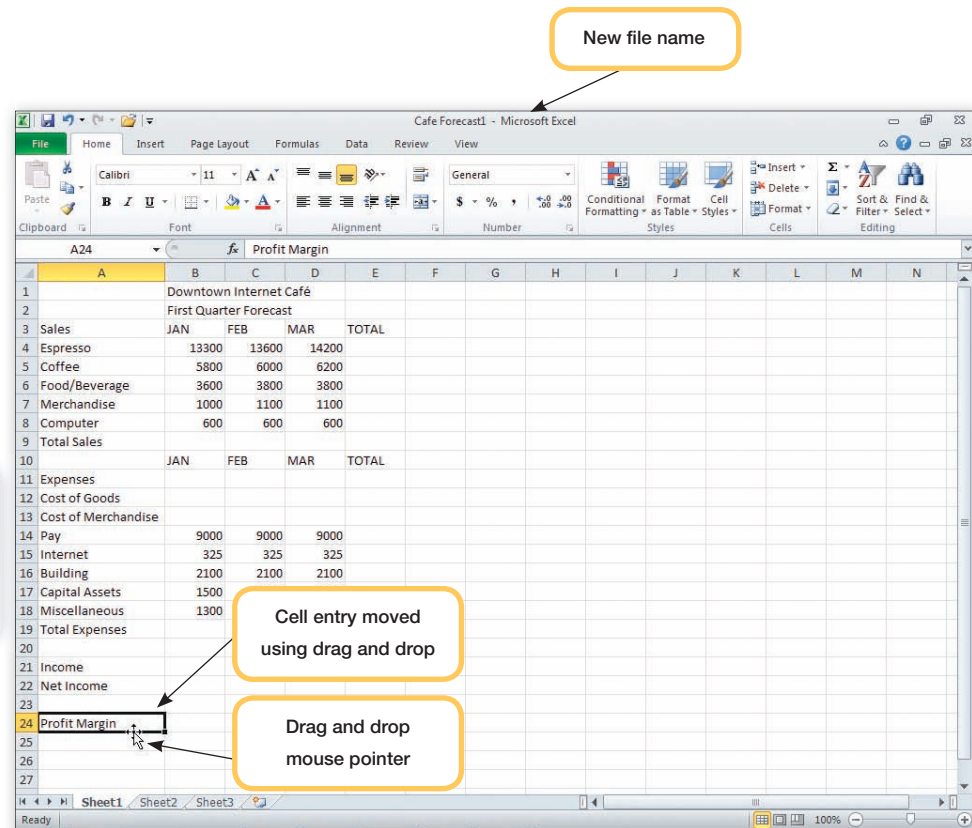 New file name
Cafe Forecast1 - Microsoft Excel
File Home Insert Page Layout Formulas Data Review View
Paste
Calibri 11 A A General
B I U A $ % , .0 .00 .00 .0
Conditional Formatting Format as Table Cell Styles
Insert
Delete
Format
Σ
Sort & Filter Find & Select
Clipboard Font Alignment Number Styles Cells Editing
A24 fx Profit Margin
A B C D E F G H I J K L M N
1 Downtown Internet Café
2 First Quarter Forecast
3 Sales JAN FEB MAR TOTAL
4 Espresso 13300 13600 14200
5 Coffee 5800 6000 6200
6 Food/Beverage 3600 3800 3800
7 Merchandise 1000 1100 1100
8 Computer 600 600 600
9 Total Sales
10 JAN FEB MAR TOTAL
11 Expenses
12 Cost of Goods
13 Cost of Merchandise
14 Pay 9000 9000 9000
15 Internet 325 325 325
16 Building 2100 2100 2100
17 Capital Assets 1500
18 Miscellaneous 1300
19 Total Expenses
20
21 Income
22 Net Income
23
24 Profit Margin
25
26
27
Cell entry moved
using drag and drop
Drag and drop
mouse pointer
Sheet1 Sheet2 Sheet3
Ready 100%